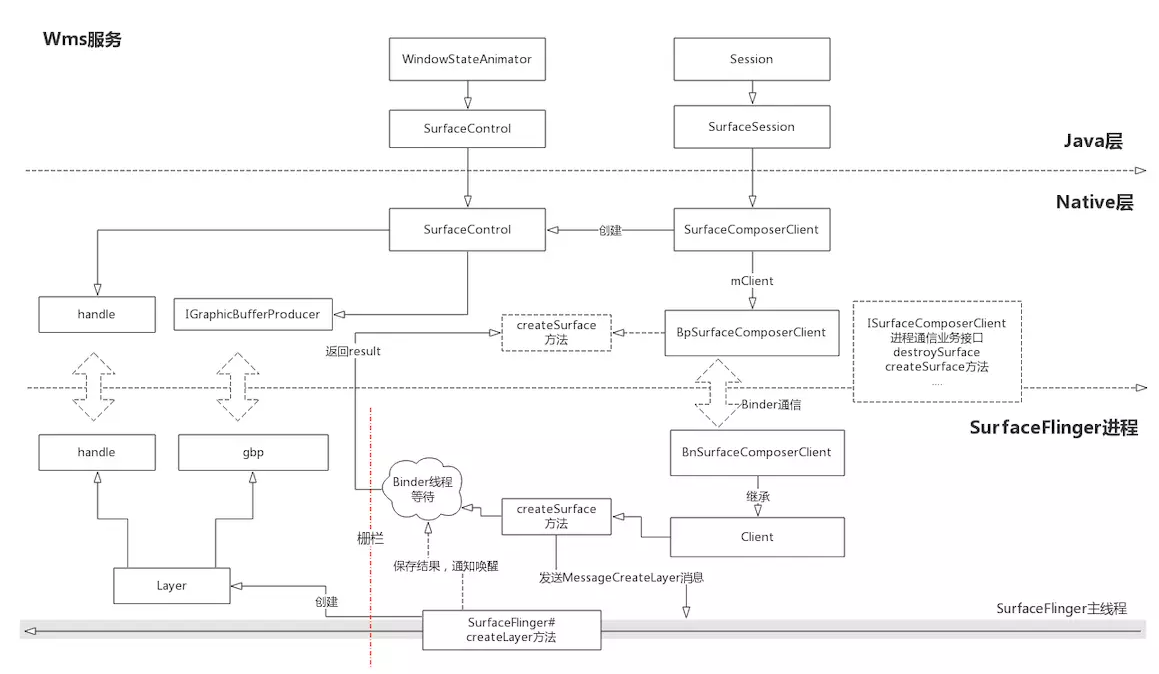 Wms服务
WindowStateAnimator
Session
SurfaceControl
SurfaceSession
Java层
Native层
SurfaceControl
创建
SurfaceComposerClient
mClient
handle
IGraphicBufferProducer
createSurface
方法
BpSurfaceComposerClient
ISurfaceComposerClient
进程通信业务接口
destroySurface
createSurface方法
....
返回result
Binder通信
SurfaceFlinger进程
handle
gbp
BnSurfaceComposerClient
Binder线程
等待
继承
createSurface
方法
Client
栅栏
保存结果，通知唤醒
发送MessageCreateLayer消息
Layer
创建
SurfaceFlinger#
createLayer方法
SurfaceFlinger主线程